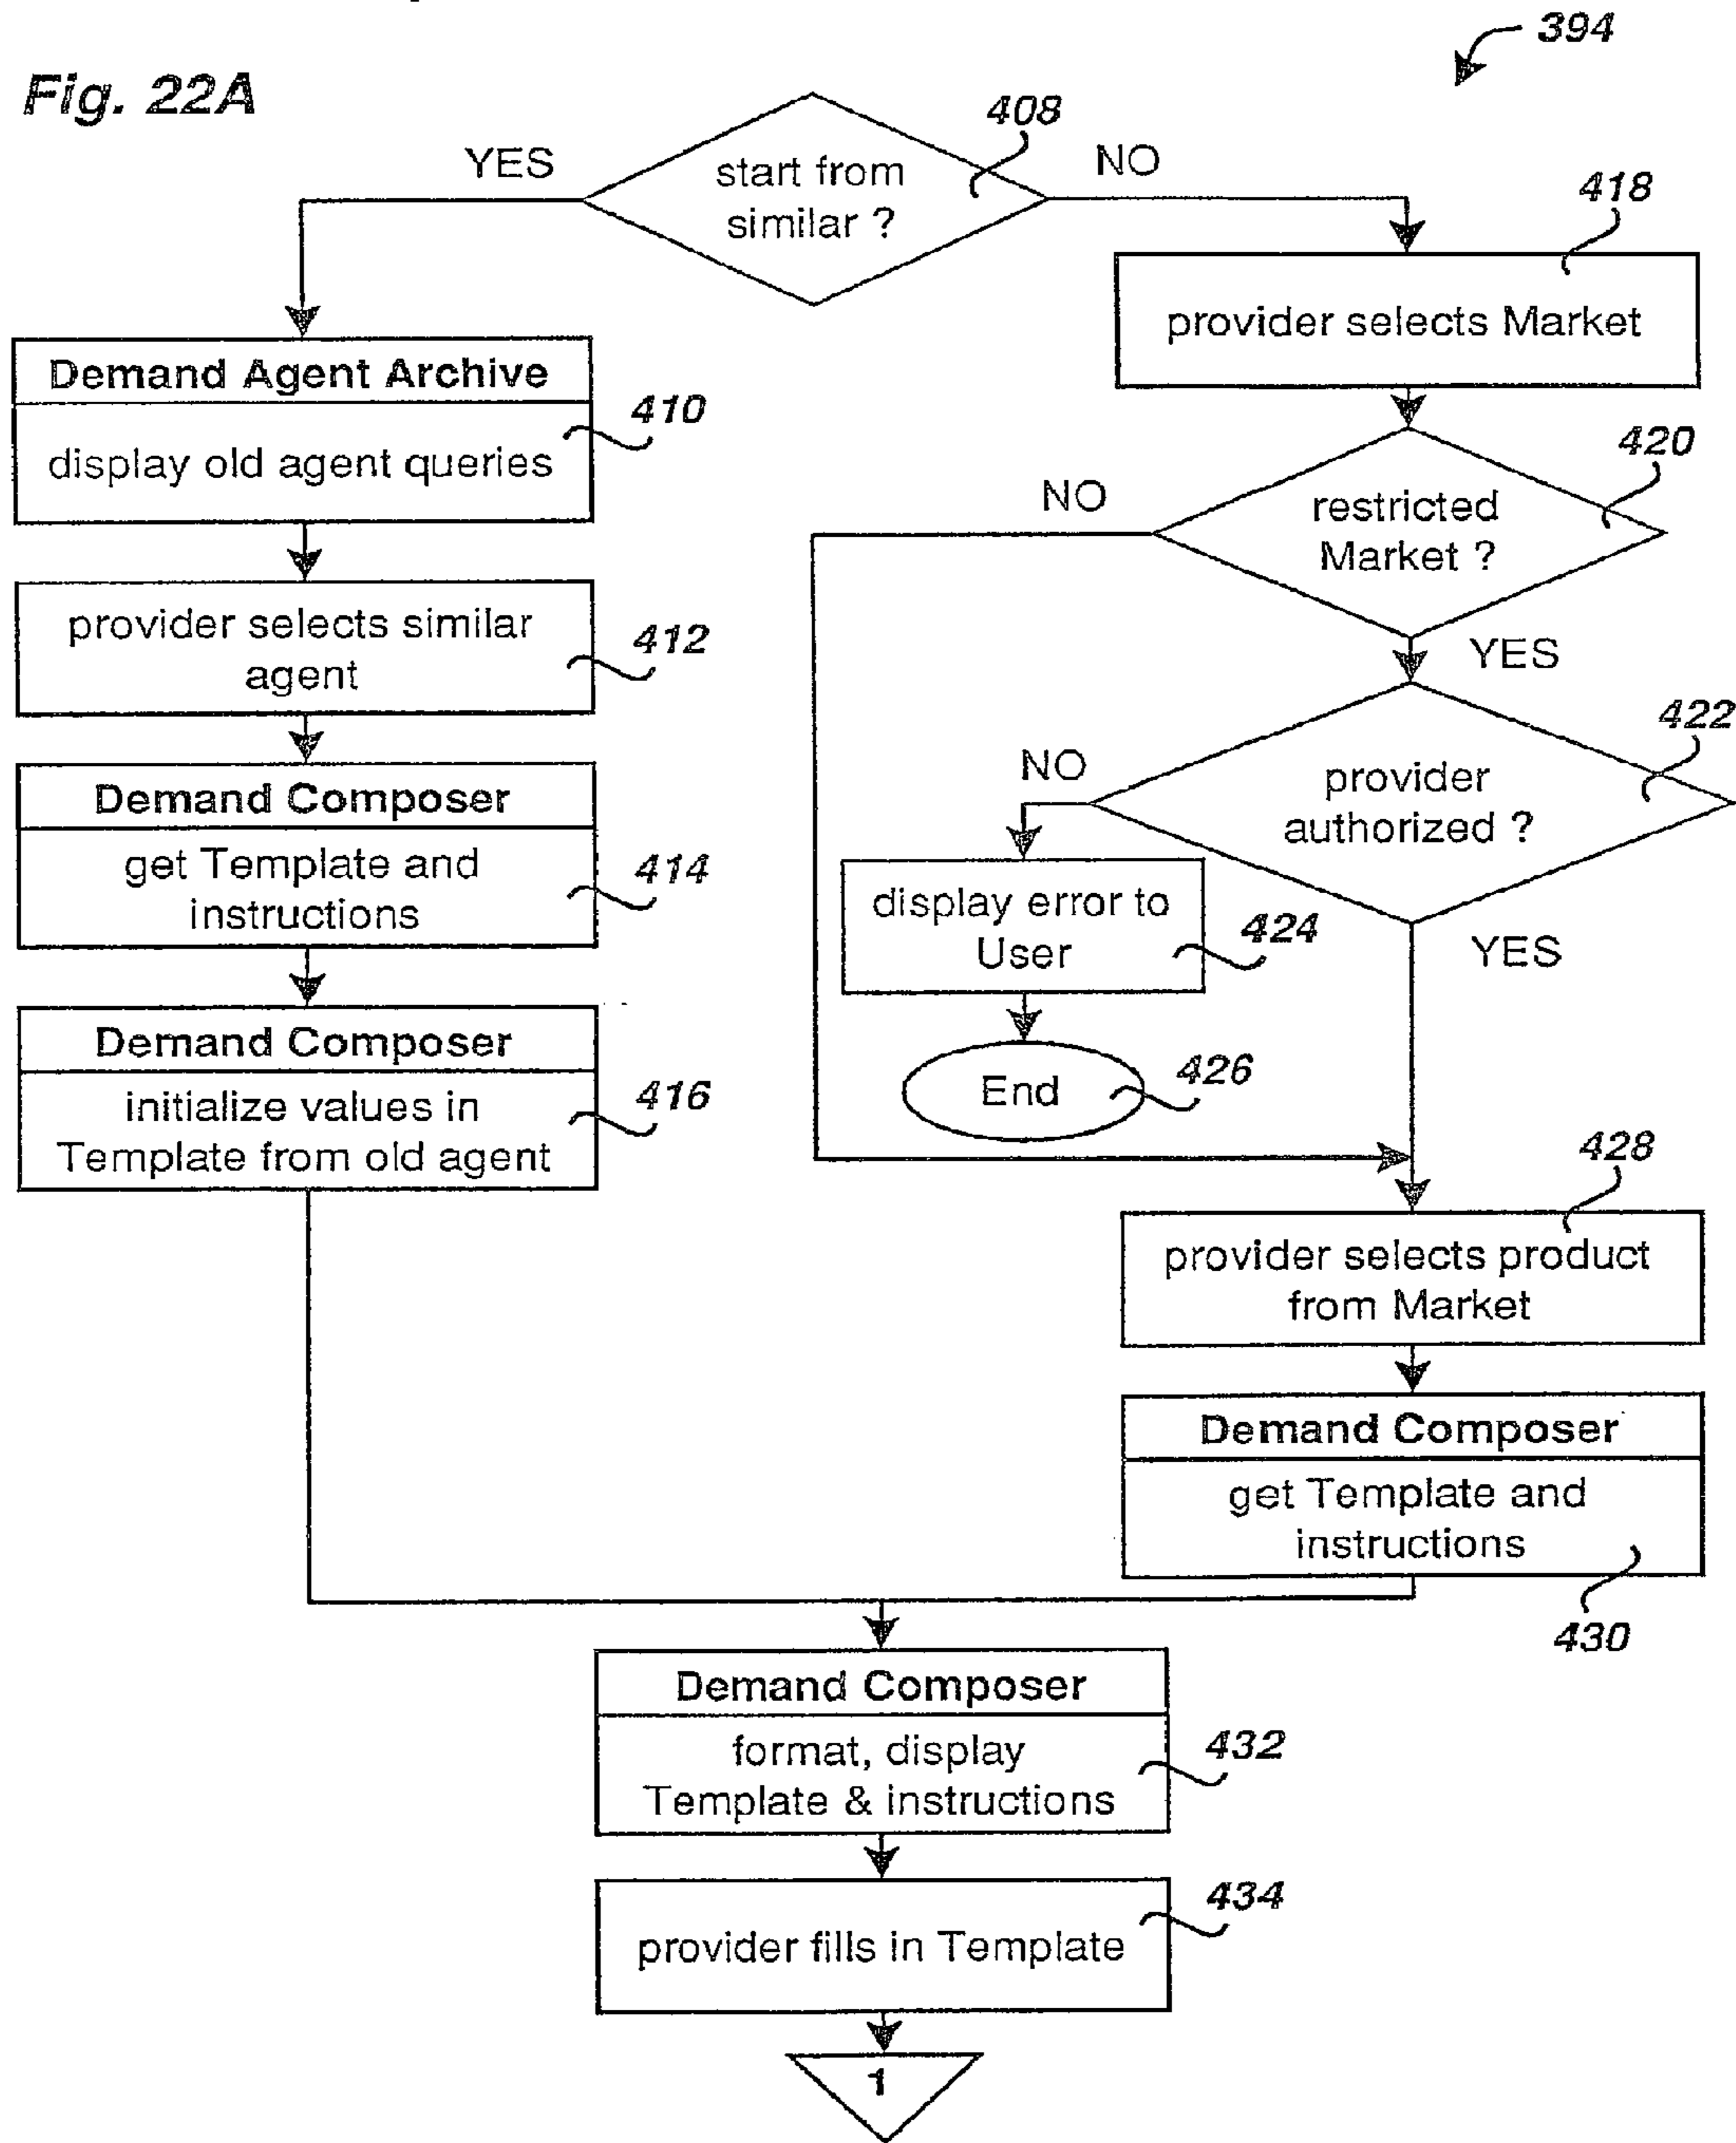 394
Fig. 22A
408
YES
NO
start from
similar ?
418
provider selects Market
Demand Agent Archive
410
display old agent queries
420
NO
restricted
Market ?
YES
provider selects similar
agent
412
422
NO
provider
authorized ?
YES
Demand Composer
get Template and
instructions
414
display error to
User
424
Demand Composer
initialize values in
Template from old agent
416
End
426
428
provider selects product
from Market
Demand Composer
get Template and
instructions
430
Demand Composer
format, display
Template & instructions
432
434
provider fills in Template
1